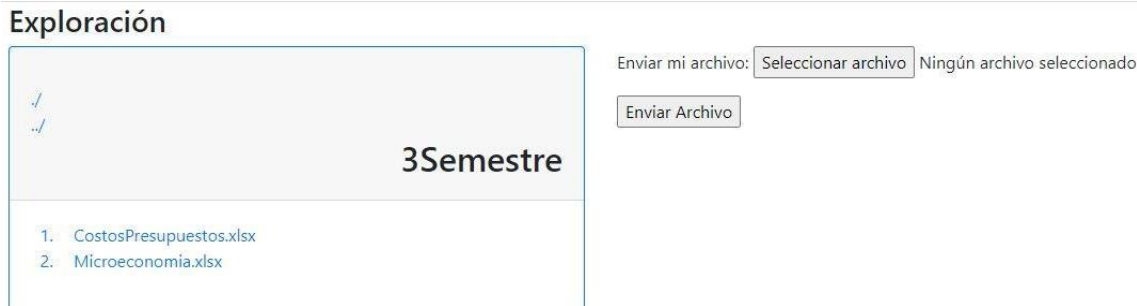 Exploración
./
../
3Semestre
1. CostosPresupuestos.xlsx
2. Microeconomia.xlsx
Enviar mi archivo: Seleccionar archivo Ningún archivo seleccionado
Enviar Archivo